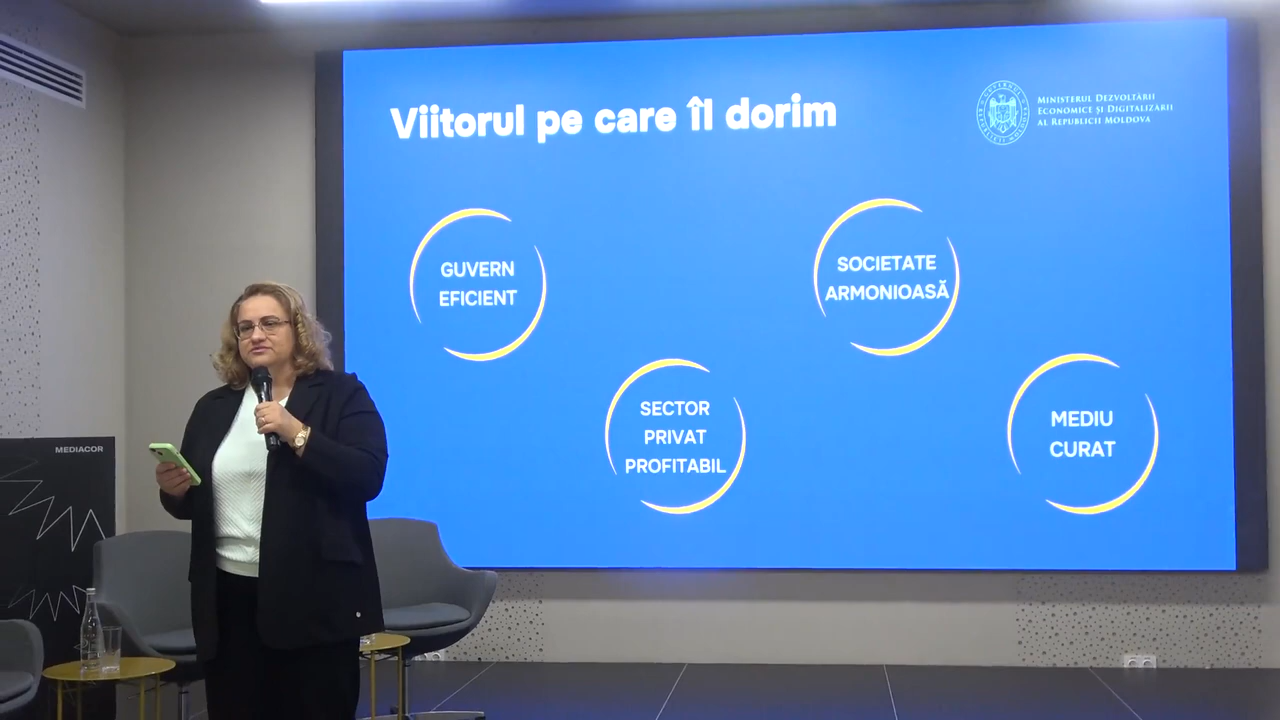 Viitorul pe care îl dorim
MINISTERUL DEZVOLTĂRII
ECONOMICE ȘI DIGITALIZĂRII
AL REPUBLICII MOLDOVA
GUVERN
EFICIENT
SOCIETATE
ARMONIOASĂ
SECTOR
PRIVAT
PROFITABIL
MEDIU
CURAT
MEDIACOR